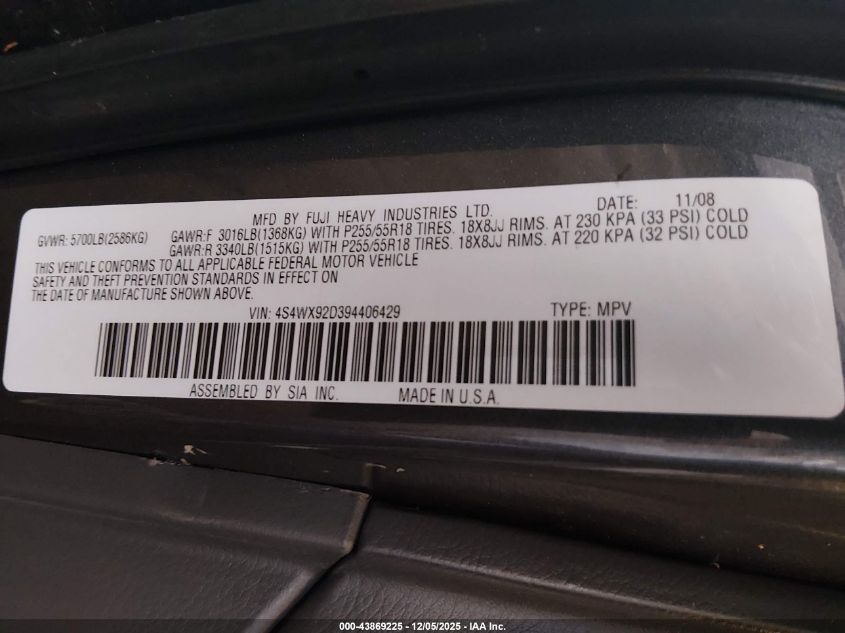 MFD BY FUJI HEAVY INDUSTRIES LTD. DATE: 11/08
GVWR: 5700LB(2586KG) GAWR:F 3016LB(1368KG) WITH P255/55R18 TIRES. 18X8JJ RIMS. AT 230 KPA (33 PSI) COLD
GAWR:R 3340LB(1515KG) WITH P255/55R18 TIRES. 18X8JJ RIMS. AT 220 KPA (32 PSI) COLD
THIS VEHICLE CONFORMS TO ALL APPLICABLE FEDERAL MOTOR VEHICLE
SAFETY AND THEFT PREVENTION STANDARDS IN EFFECT ON
THE DATE OF MANUFACTURE SHOWN ABOVE.
VIN: 4S4WX92D394406429 TYPE: MPV
ASSEMBLED BY SIA INC. MADE IN U.S.A.
000-43869225 - 12/05/2025 - IAA Inc.